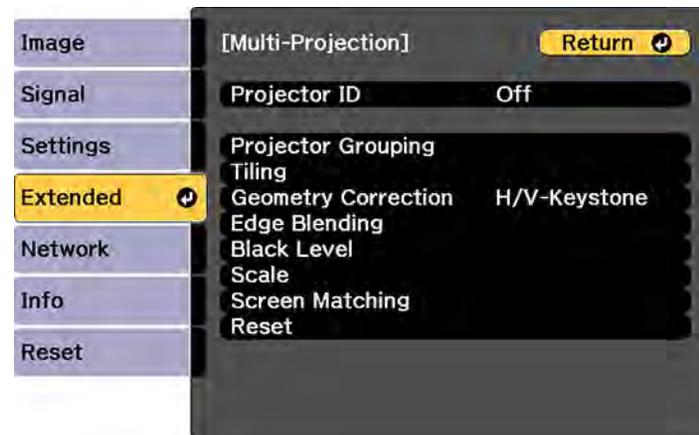 Image
Signal
Settings
Extended
Network
Info
Reset
[Multi-Projection]
Return
Projector ID Off
Projector Grouping
Tiling
Geometry Correction H/V-Keystone
Edge Blending
Black Level
Scale
Screen Matching
Reset